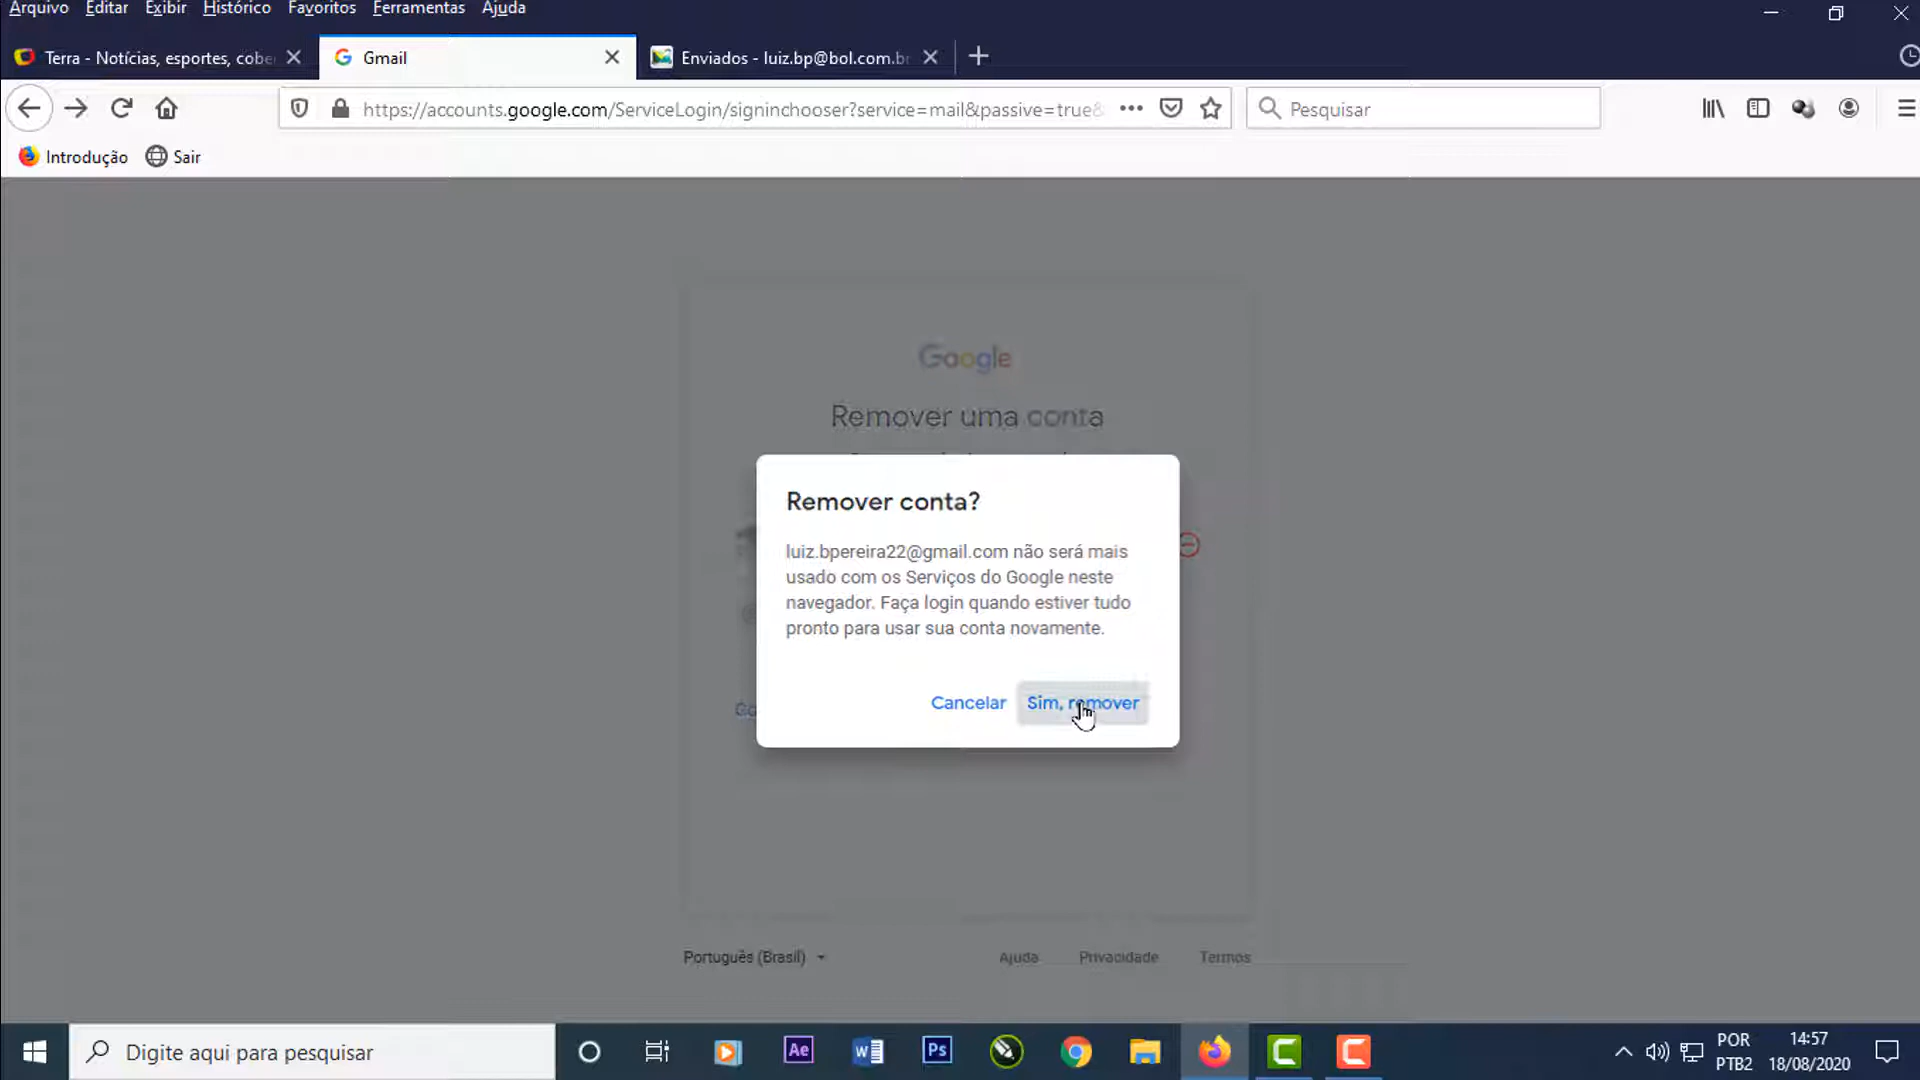 Arquivo Editar Exibir Histórico Favoritos Ferramentas Ajuda
Terra - Notícias, esportes, cobe
Gmail
Enviados - luiz.bp@bol.com.br
https://accounts.google.com/ServiceLogin/signinchooser?service=mail&passive=true&
Pesquisar
Introdução
Sair
Google
Remover uma conta
Remover conta?
luiz.bpereira22@gmail.com não será mais
usado com os Serviços do Google neste
navegador. Faça login quando estiver tudo
pronto para usar sua conta novamente.
Cancelar
Sim, remover
Português (Brasil)
Ajuda
Privacidade
Termos
Digite aqui para pesquisar
Ae
Ps
POR
PTB2
14:57
18/08/2020